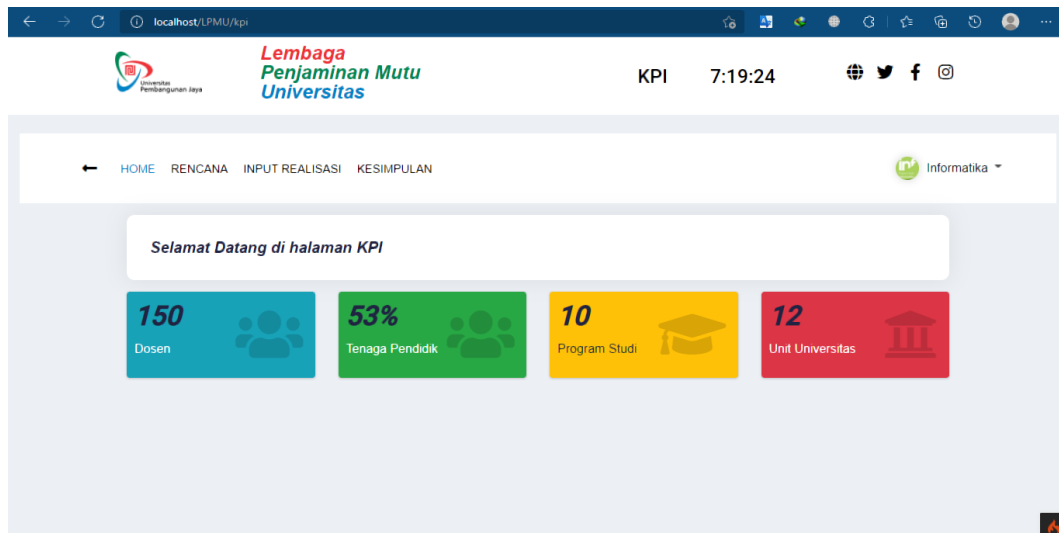 localhost/LPMU/kpi
Universitas
Pembangunan Jaya
Lembaga
Penjaminan Mutu
Universitas
KPI 7:19:24
HOME RENCANA INPUT REALISASI KESIMPULAN
Informatika
Selamat Datang di halaman KPI
150
Dosen
53%
Tenaga Pendidik
10
Program Studi
12
Unit Universitas